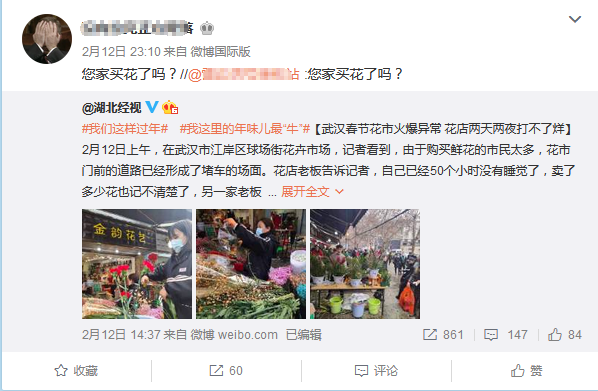 落
2月12日 23:10 来自 微博国际版
您家买花了吗？//@ 站 :您家买花了吗？
@湖北经视
#我们这样过年# #我这里的年味儿最“牛”#【武汉春节花市火爆异常 花店两天两夜打不了烊】
2月12日上午，在武汉市江岸区球场街花卉市场，记者看到，由于购买鲜花的市民太多，花市
门前的道路已经形成了堵车的场面。花店老板告诉记者，自己已经50个小时没有睡觉了，卖了
多少花也记不清楚了，另一家老板 ... 展开全文
金韵花艺
2月12日 14:37 来自 微博 weibo.com 已编辑
861 147 84
收藏 60 评论 赞